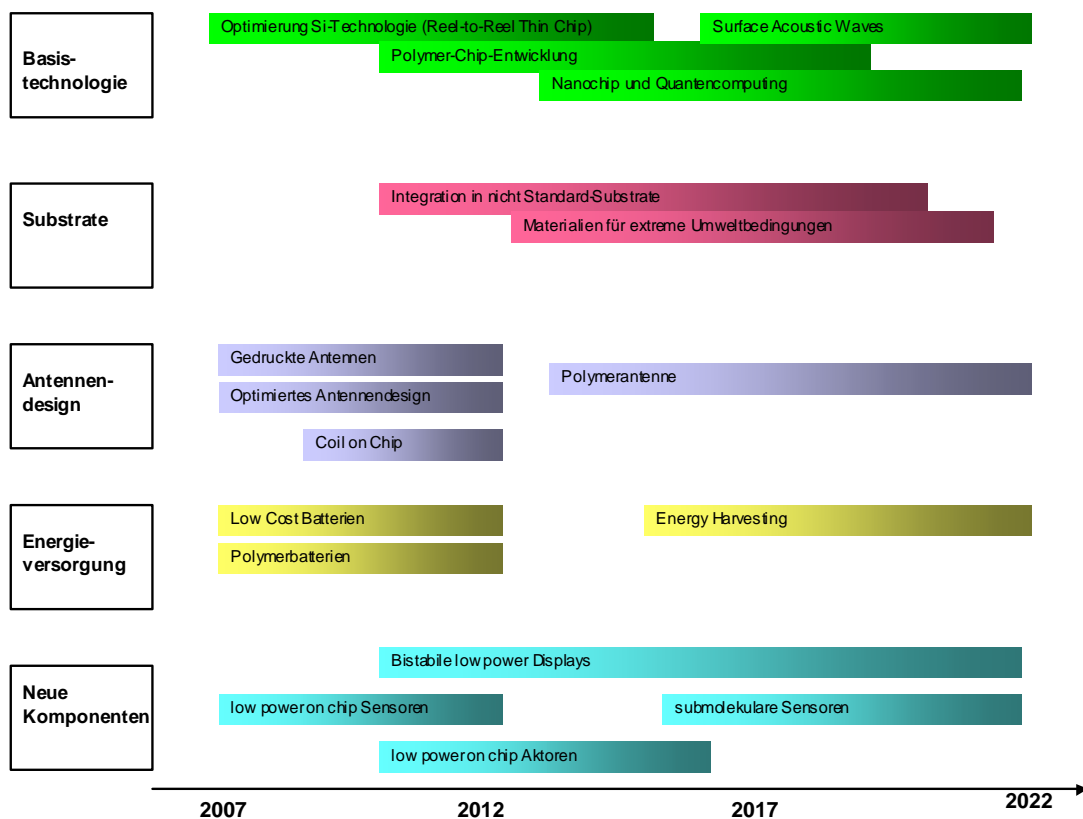 Optimierung Si-Technologie (Reel-to-Reel Thin Chip)
Surface Acoustic Waves
Basis-
technologie
Polymer-Chip-Entwicklung
Nanochip und Quantencomputing
Substrate
Integration in nicht Standard-Substrate
Materialien für extreme Umweltbedingungen
Antennen-
design
Gedruckte Antennen
Polymerantenne
Optimiertes Antennendesign
Coil on Chip
Energie-
versorgung
Low Cost Batterien
Energy Harvesting
Polymerbatterien
Neue
Komponenten
Bistabile low power Displays
low power on chip Sensoren
submolekulare Sensoren
low power on chip Aktoren
2007
2012
2017
2022